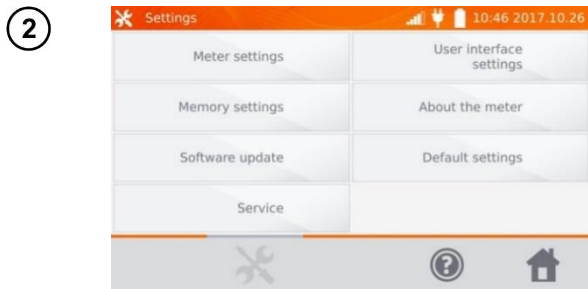 2
Settings 10:46 2017.10.26
Meter settings
User interface
settings
Memory settings
About the meter
Software update
Default settings
Service
?